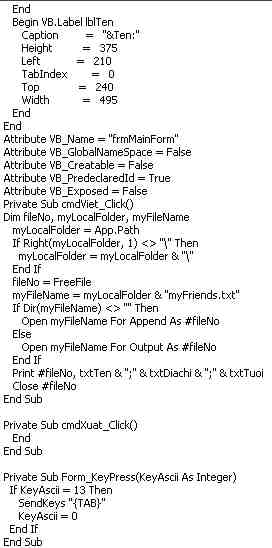 End
Begin VB.Label lblTen
Caption = "&Ten:"
Height = 375
Left = 210
TabIndex = 0
Top = 240
Width = 495
End
End
Attribute VB_Name = "frmMainForm"
Attribute VB_GlobalNameSpace = False
Attribute VB_Creatable = False
Attribute VB_PredeclaredId = True
Attribute VB_Exposed = False
Private Sub cmdViet_Click()
Dim fileNo, myLocalFolder, myFileName
myLocalFolder = App.Path
If Right(myLocalFolder, 1) <> "\" Then
myLocalFolder = myLocalFolder & "\"
End If
fileNo = FreeFile
myFileName = myLocalFolder & "myFriends.txt"
If Dir(myFileName) <> "" Then
Open myFileName For Append As #fileNo
Else
Open myFileName For Output As #fileNo
End If
Print #fileNo, txtTen & ";" & txtDiachi & ";" & txtTuoi
Close #fileNo
End Sub
Private Sub cmdXuat_Click()
End
End Sub
Private Sub Form_KeyPress(KeyAscii As Integer)
If KeyAscii = 13 Then
SendKeys "{TAB}"
KeyAscii = 0
End If
End Sub